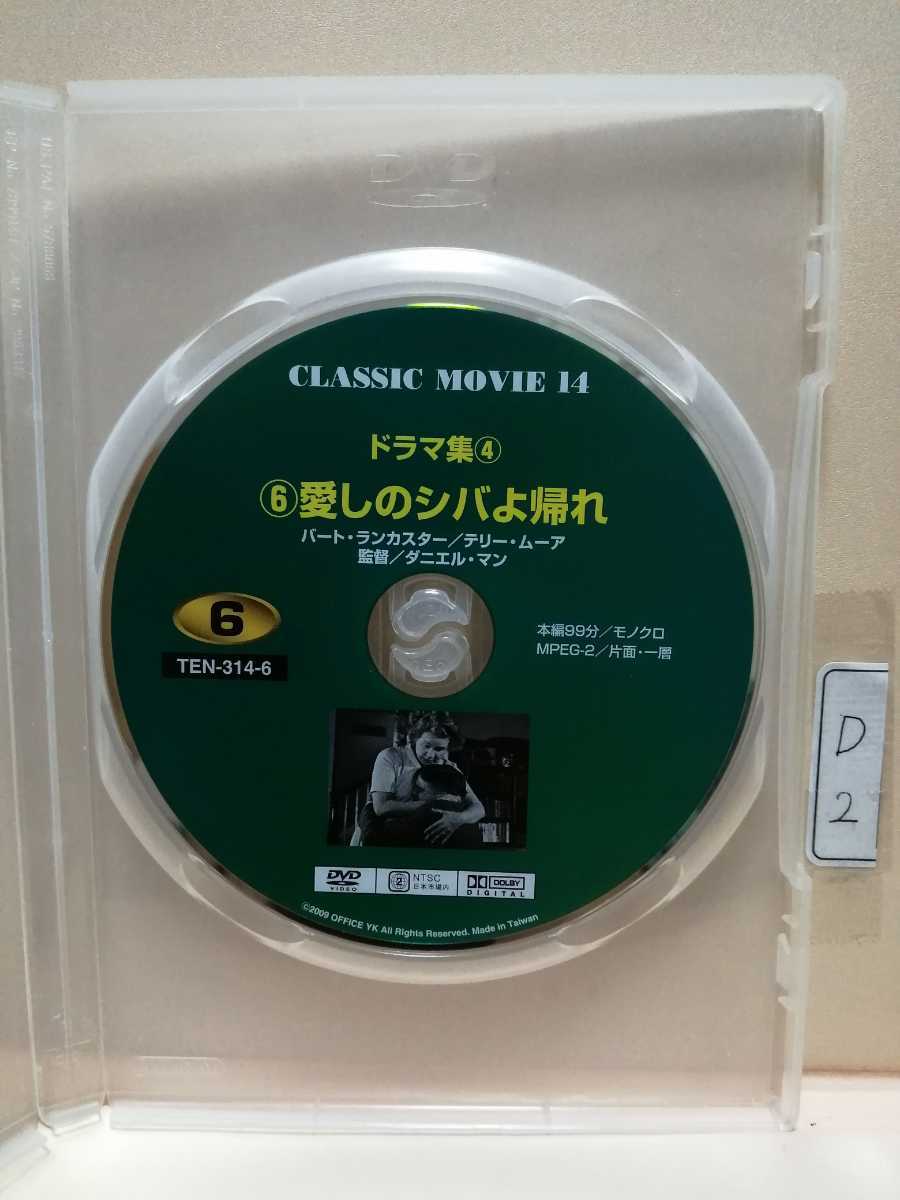 CLASSIC MOVIE 14
ドラマ集④
⑥愛しのシバよ帰れ
バート・ランカスター／テリー・ムーア
監督／ダニエル・マン
6
TEN-314-6
本編99分／モノクロ
MPEG-2／片面・一層
DVD
VIDEO
2
NTSC
日本市場内
DOLBY
DIGITAL
©2009 OFFICE YK All Rights Reserved. Made in Taiwan
D
2
DVD